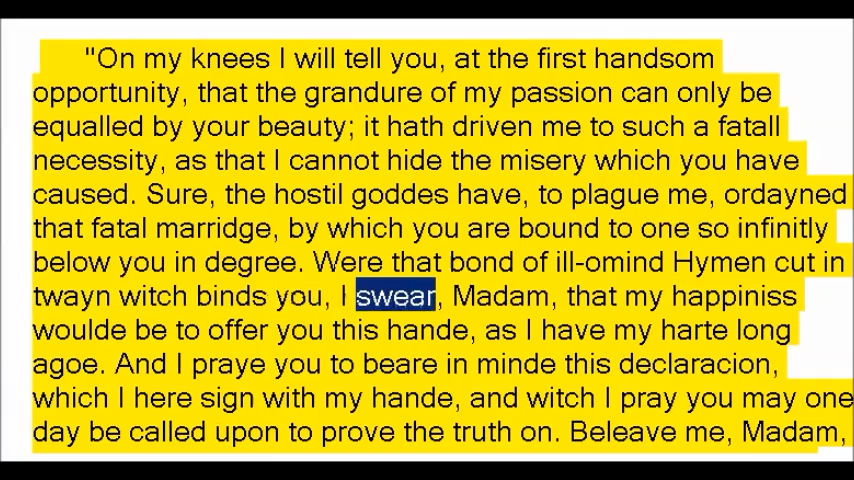 "On my knees I will tell you, at the first handsom
opportunity, that the grandure of my passion can only be
equalled by your beauty; it hath driven me to such a fatall
necessity, as that I cannot hide the misery which you have
caused. Sure, the hostil goddes have, to plague me, ordayned
that fatal marridge, by which you are bound to one so infinitly
below you in degree. Were that bond of ill-omind Hymen cut in
twayn witch binds you, I swear, Madam, that my happiniss
woulde be to offer you this hande, as I have my harte long
agoe. And I praye you to beare in minde this declaracion,
which I here sign with my hande, and witch I pray you may one
day be called upon to prove the truth on. Beleave me, Madam,